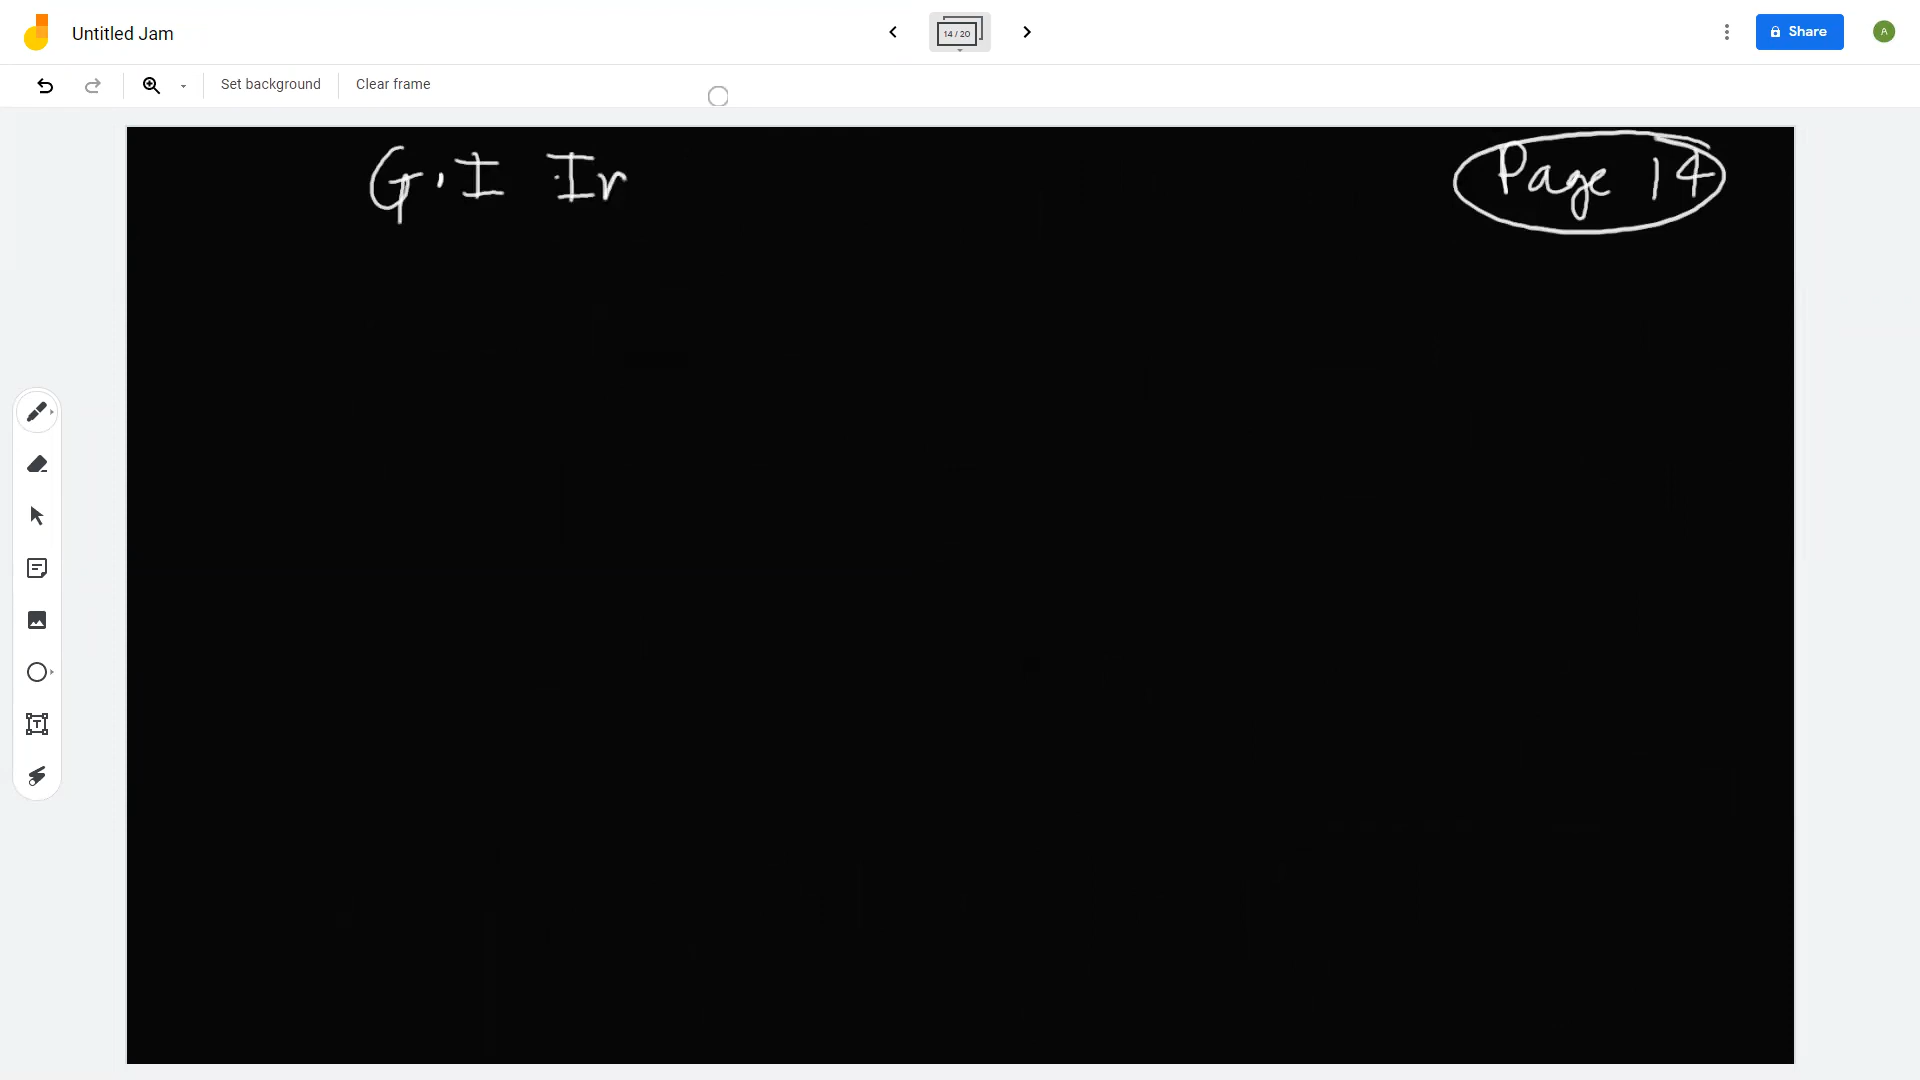 Untitled Jam
14 / 20
Share
A
Set background
Clear frame
G.I Ir
Page 14